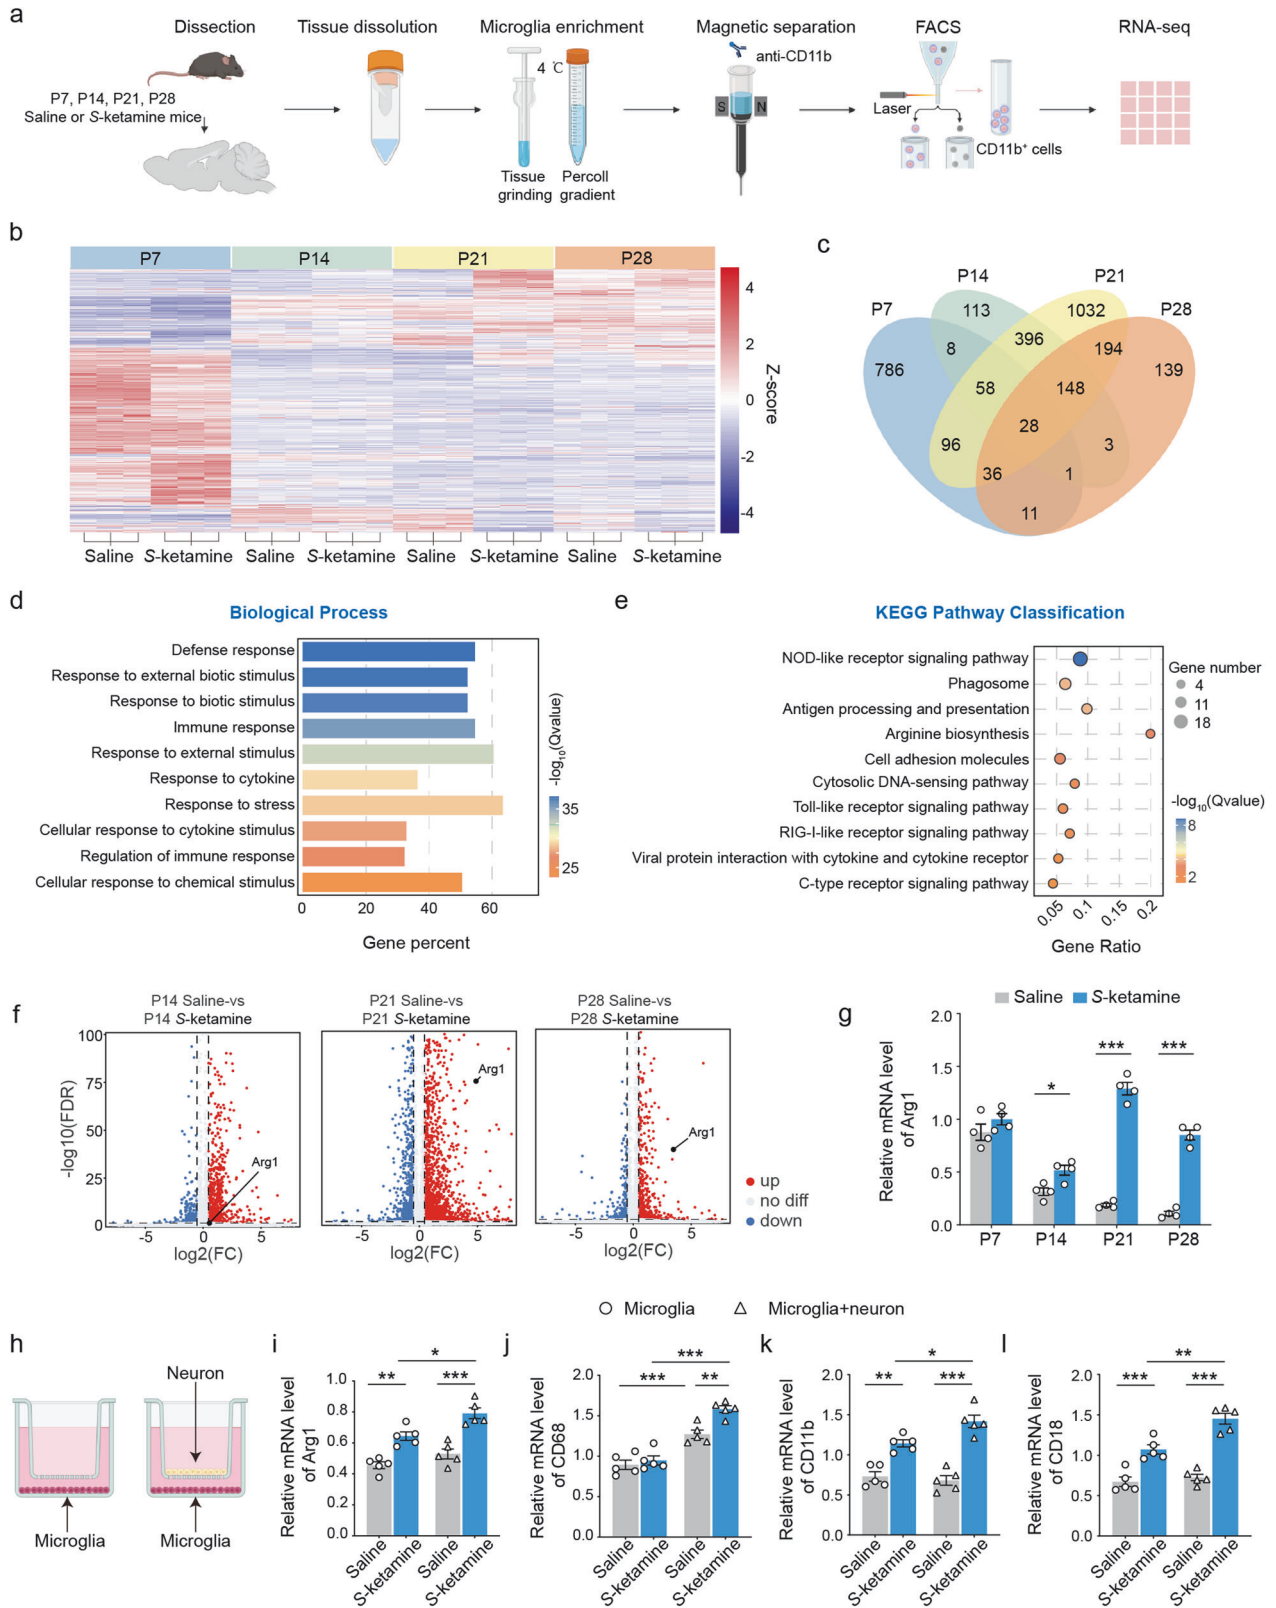 a
Dissection
Tissue dissolution
Microglia enrichment
Magnetic separation
FACS
RNA-seq
P7, P14, P21, P28
Saline or S-ketamine mice
4 ℃
Tissue grinding
Percoll gradient
anti-CD11b
S
N
Laser
CD11b⁺ cells
b
P7
P14
P21
P28
4
2
0
-2
-4
Z-score
Saline
S-ketamine
Saline
S-ketamine
Saline
S-ketamine
Saline
S-ketamine
c
P7
P14
P21
P28
786
113
1032
139
8
396
194
58
148
28
96
36
1
3
11
d
Biological Process
Defense response
Response to external biotic stimulus
Response to biotic stimulus
Immune response
Response to external stimulus
Response to cytokine
Response to stress
Cellular response to cytokine stimulus
Regulation of immune response
Cellular response to chemical stimulus
0 20 40 60
Gene percent
-log₁₀(Qvalue)
35
25
e
KEGG Pathway Classification
NOD-like receptor signaling pathway
Phagosome
Antigen processing and presentation
Arginine biosynthesis
Cell adhesion molecules
Cytosolic DNA-sensing pathway
Toll-like receptor signaling pathway
RIG-I-like receptor signaling pathway
Viral protein interaction with cytokine and cytokine receptor
C-type receptor signaling pathway
0.05 0.1 0.15 0.2
Gene Ratio
Gene number
4
11
18
-log₁₀(Qvalue)
8
2
f
P14 Saline-vs
P14 S-ketamine
P21 Saline-vs
P21 S-ketamine
P28 Saline-vs
P28 S-ketamine
-log10(FDR)
100
75
50
25
0
Arg1
Arg1
Arg1
-5 0 5
-5 0 5
-5 0 5
log2(FC)
log2(FC)
log2(FC)
up
no diff
down
g
Saline
S-ketamine
Relative mRNA level
of Arg1
2.0
1.5
1.0
0.5
0.0
*
***
***
P7 P14 P21 P28
Microglia
Microglia+neuron
h
Neuron
Microglia
Microglia
i
Relative mRNA level
of Arg1
1.0
0.8
0.6
0.4
0.2
0.0
*
**
***
Saline
S-ketamine
Saline
S-ketamine
j
Relative mRNA level
of CD68
2.0
1.5
1.0
0.5
0.0
***
***
**
Saline
S-ketamine
Saline
S-ketamine
k
Relative mRNA level
of CD11b
2.0
1.5
1.0
0.5
0.0
*
**
***
Saline
S-ketamine
Saline
S-ketamine
l
Relative mRNA level
of CD18
2.0
1.5
1.0
0.5
0.0
**
***
***
Saline
S-ketamine
Saline
S-ketamine